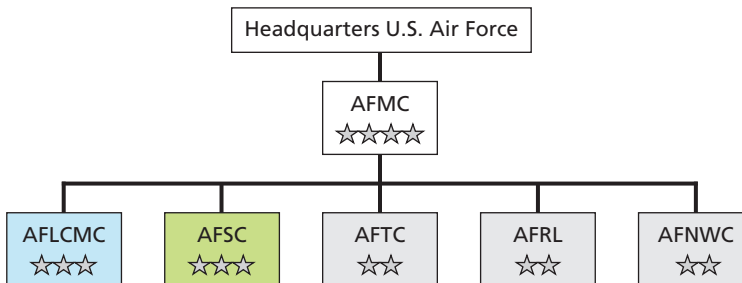 Headquarters U.S. Air Force
AFMC
AFLCMC
AFSC
AFTC
AFRL
AFNWC